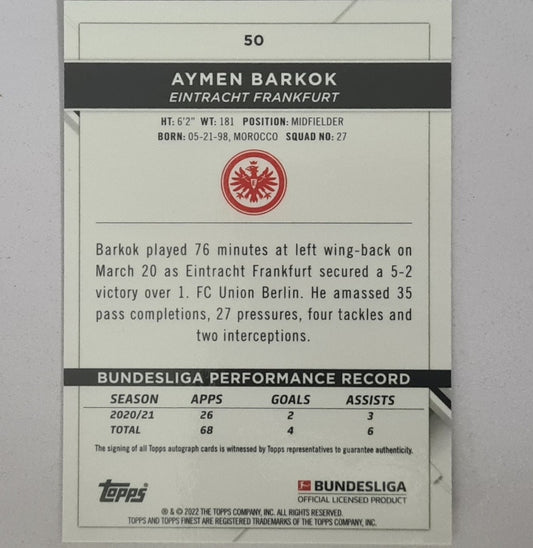 50
AYMEN BARKOK
EINTRACHT FRANKFURT
HT: 6'2" WT: 181 POSITION: MIDFIELDER
BORN: 05-21-98, MOROCCO SQUAD NO: 27
Barkok played 76 minutes at left wing-back on
March 20 as Eintracht Frankfurt secured a 5-2
victory over 1. FC Union Berlin. He amassed 35
pass completions, 27 pressures, four tackles and
two interceptions.
BUNDESLIGA PERFORMANCE RECORD
SEASON APPS GOALS ASSISTS
2020/21 26 2 3
TOTAL 68 4 6
The signing of all Topps autograph cards is witnessed by Topps representatives to guarantee authenticity.
Topps BUNDESLIGA
OFFICIAL LICENSED PRODUCT
® & © 2022 THE TOPPS COMPANY, INC. ALL RIGHTS RESERVED.
TOPPS AND TOPPS FINEST ARE REGISTERED TRADEMARKS OF THE TOPPS COMPANY, INC.